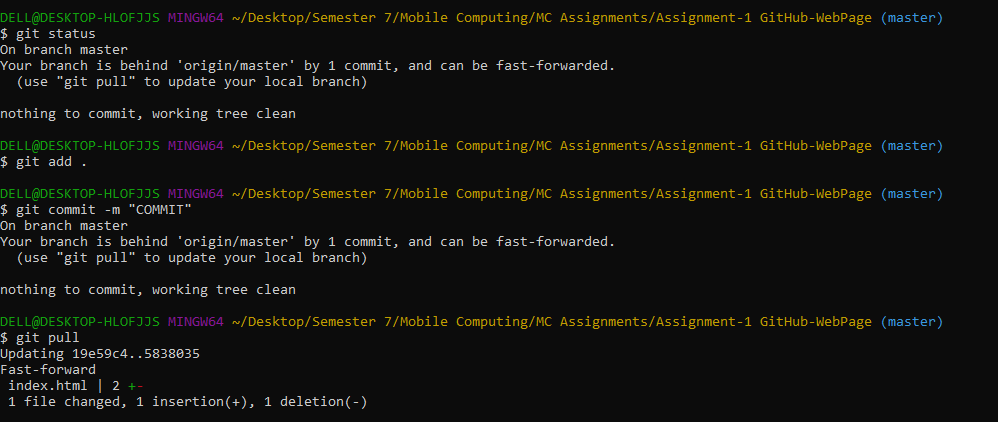 DELL@DESKTOP-HLOFJJS MINGW64 ~/Desktop/Semester 7/Mobile Computing/MC Assignments/Assignment-1 GitHub-WebPage (master)
$ git status
On branch master
Your branch is behind 'origin/master' by 1 commit, and can be fast-forwarded.
  (use "git pull" to update your local branch)
nothing to commit, working tree clean
DELL@DESKTOP-HLOFJJS MINGW64 ~/Desktop/Semester 7/Mobile Computing/MC Assignments/Assignment-1 GitHub-WebPage (master)
$ git add .
DELL@DESKTOP-HLOFJJS MINGW64 ~/Desktop/Semester 7/Mobile Computing/MC Assignments/Assignment-1 GitHub-WebPage (master)
$ git commit -m "COMMIT"
On branch master
Your branch is behind 'origin/master' by 1 commit, and can be fast-forwarded.
  (use "git pull" to update your local branch)
nothing to commit, working tree clean
DELL@DESKTOP-HLOFJJS MINGW64 ~/Desktop/Semester 7/Mobile Computing/MC Assignments/Assignment-1 GitHub-WebPage (master)
$ git pull
Updating 19e59c4..5838035
Fast-forward
 index.html | 2 +-
 1 file changed, 1 insertion(+), 1 deletion(-)